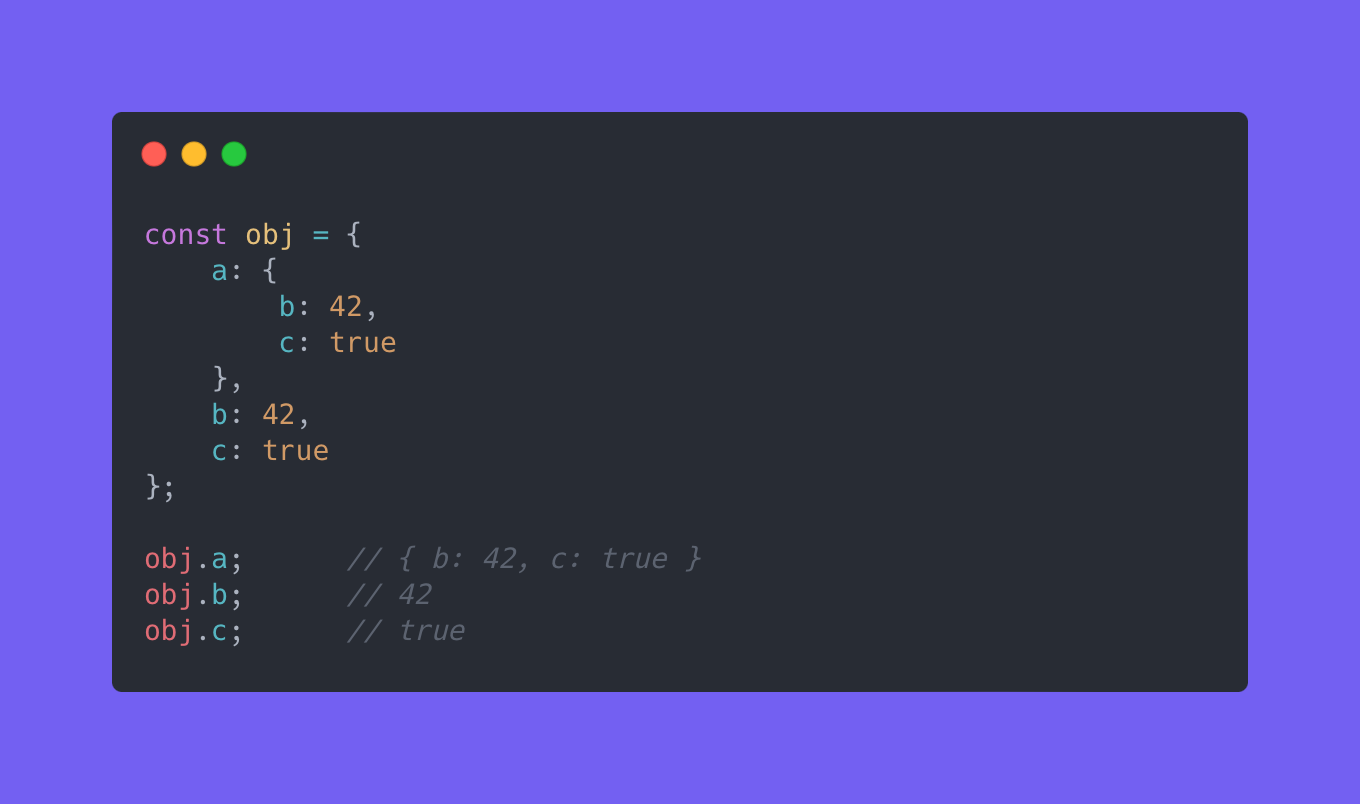 const obj = {
    a: {
        b: 42,
        c: true
    },
    b: 42,
    c: true
};

obj.a;      // { b: 42, c: true }
obj.b;      // 42
obj.c;      // true